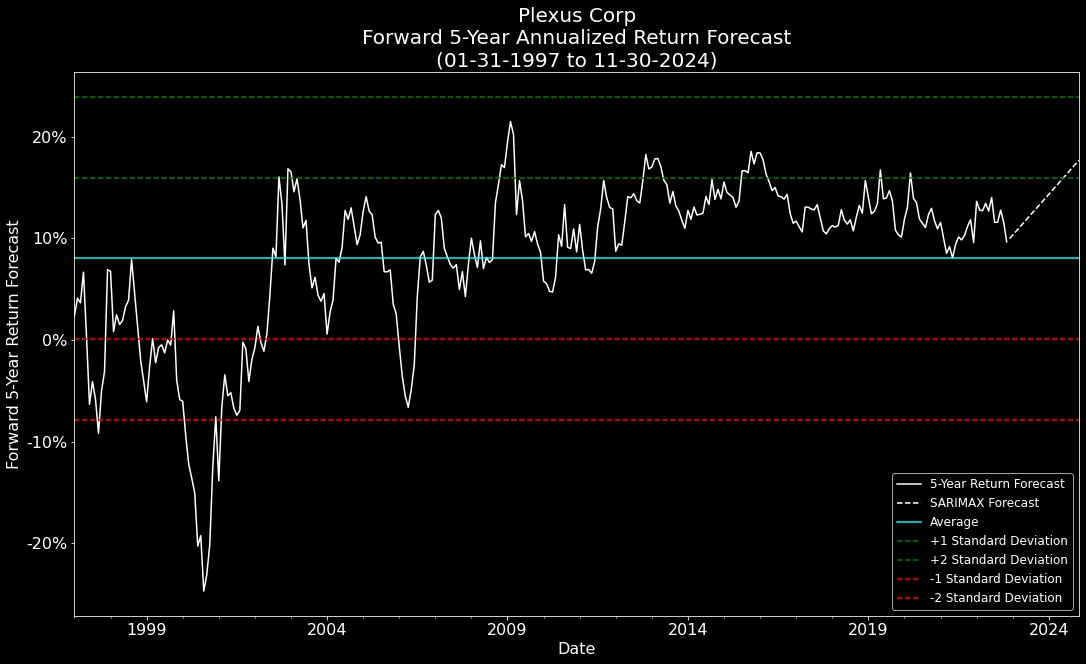 Plexus Corp
Forward 5-Year Annualized Return Forecast
(01-31-1997 to 11-30-2024)
Forward 5-Year Return Forecast
20%
10%
0%
-10%
-20%
5-Year Return Forecast
SARIMAX Forecast
Average
+1 Standard Deviation
+2 Standard Deviation
-1 Standard Deviation
-2 Standard Deviation
1999 2004 2009 2014 2019 2024
Date